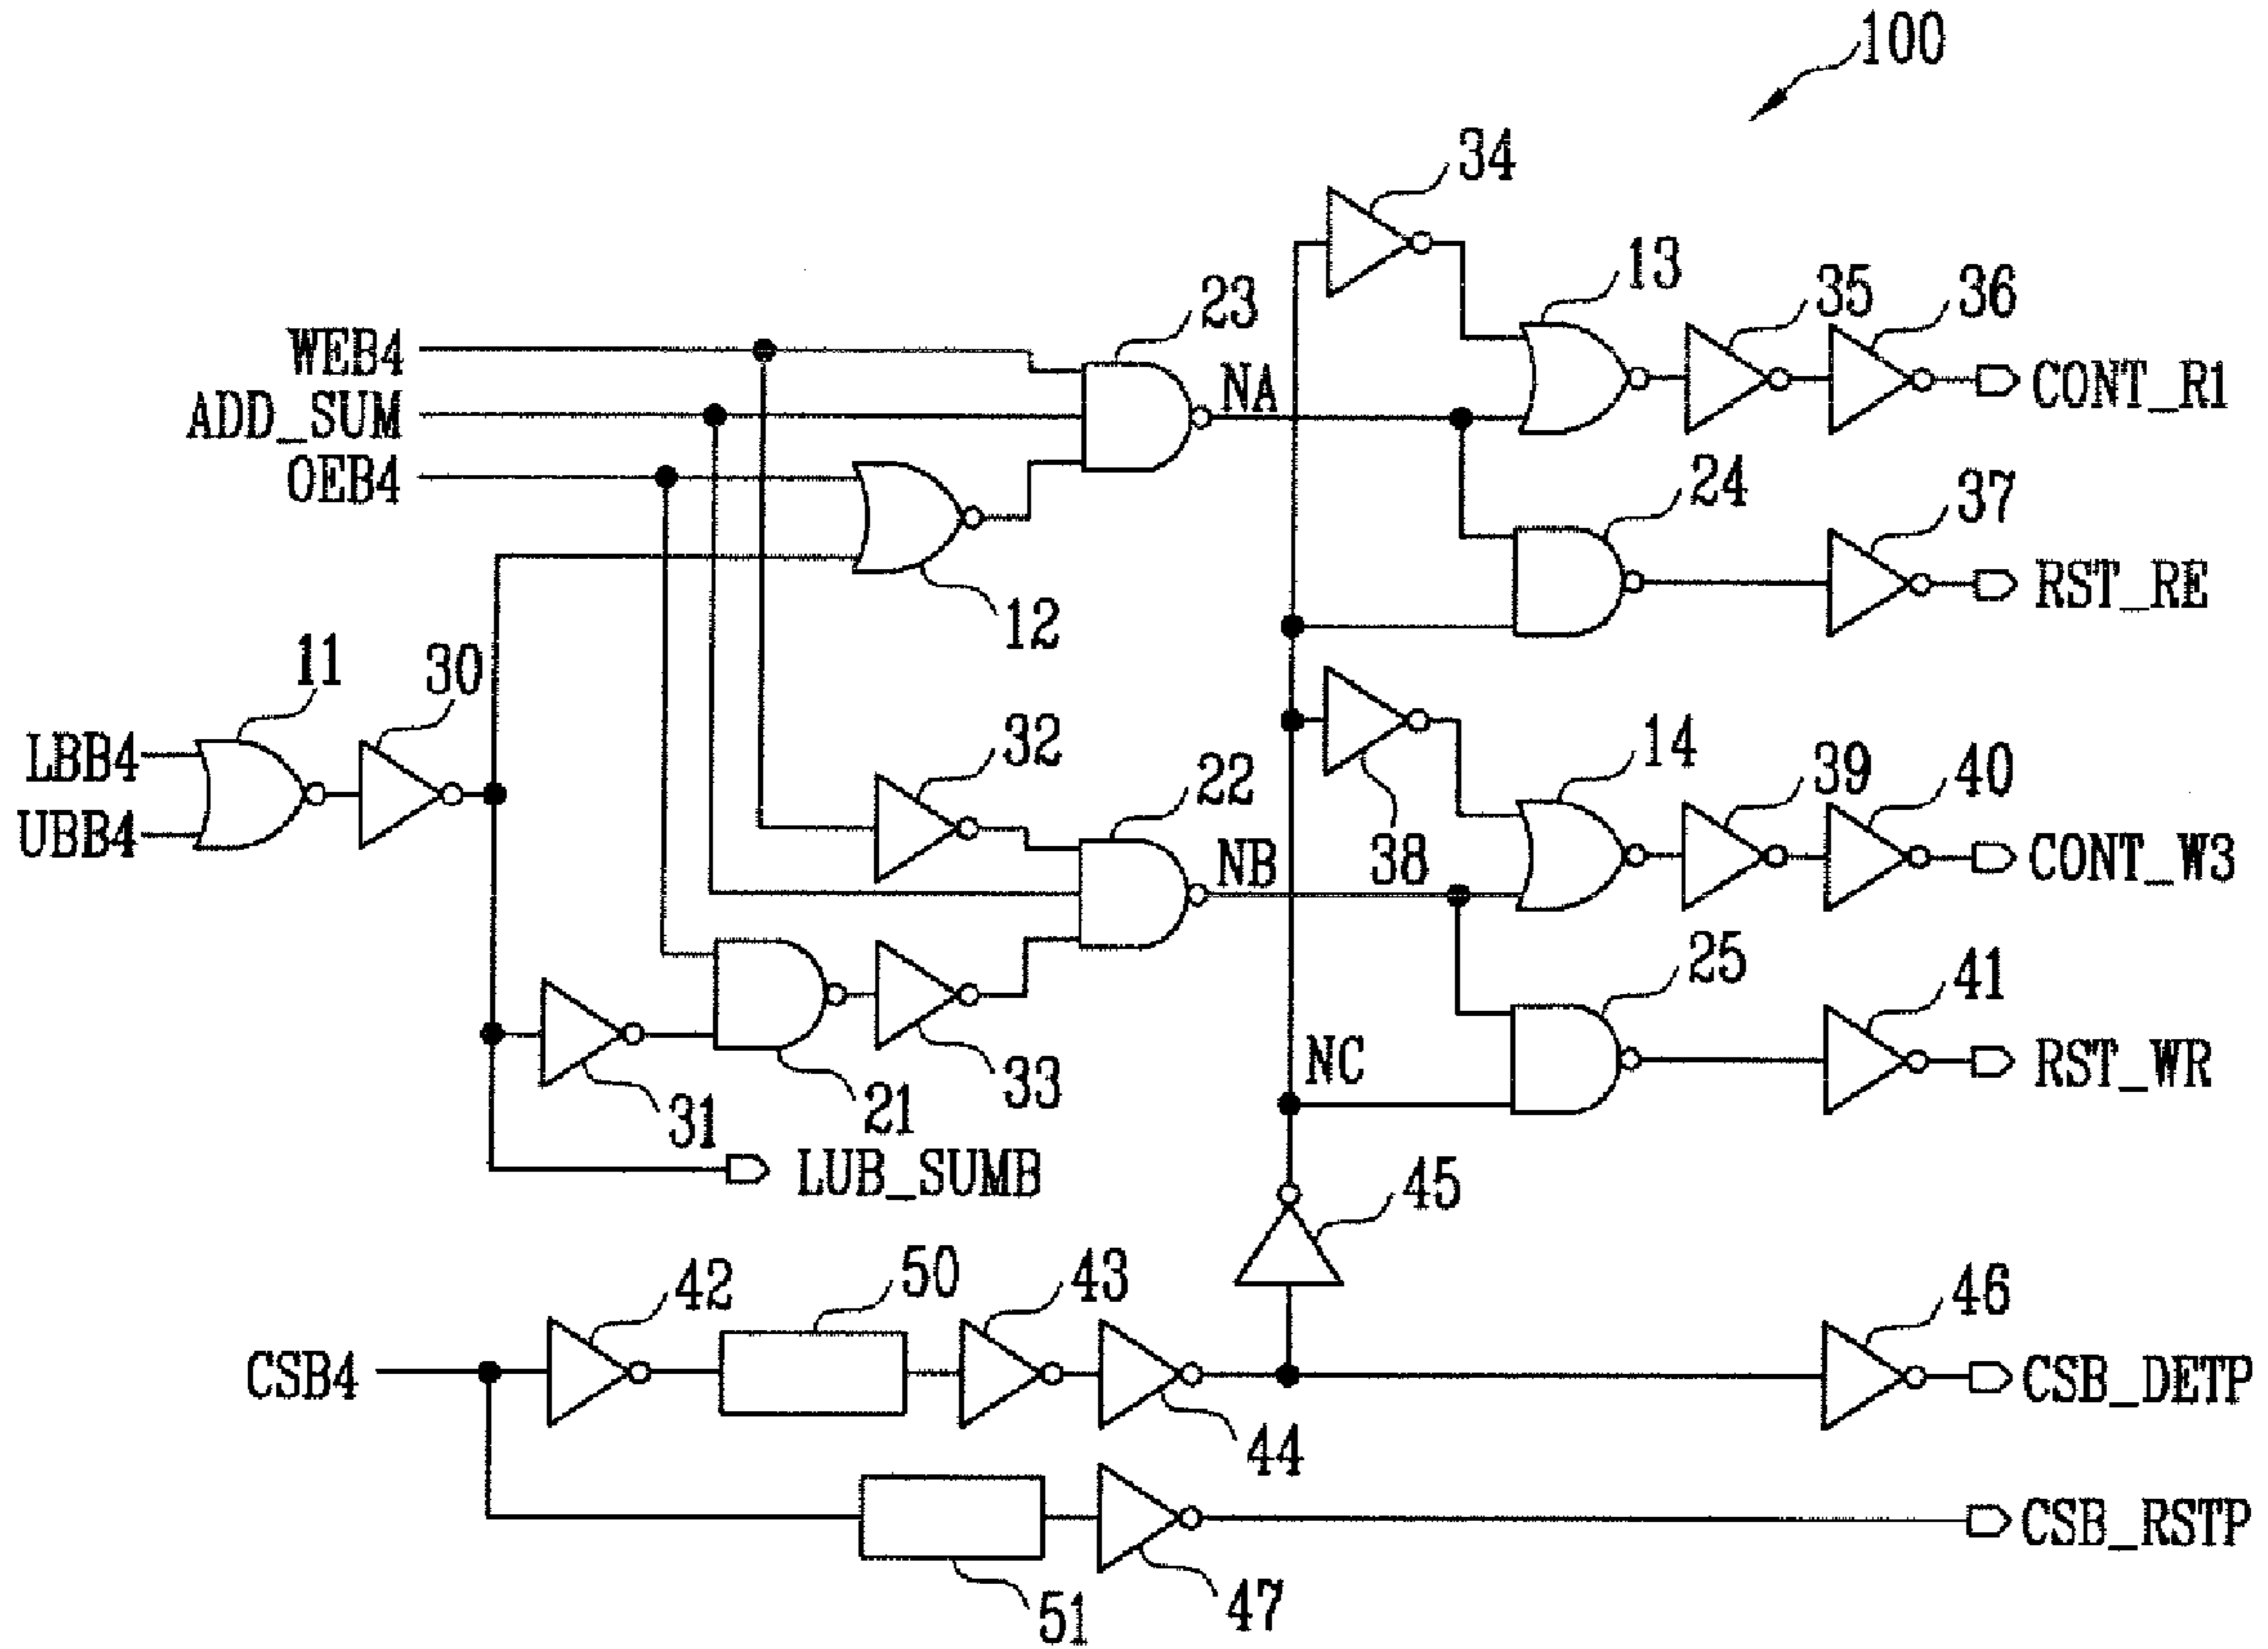 100
34
13
35
36
23
WEB4
NA
CONT_R1
ADD_SUM
OEB4
24
37
12
RST_RE
11
30
32
22
14
39
40
LBB4
UBB4
38
NB
CONT_W3
25
41
33
NC
31
21
RST_WR
LUB_SUMB
45
42
50
43
46
CSB4
44
CSB_DETP
51
47
CSB_RSTP